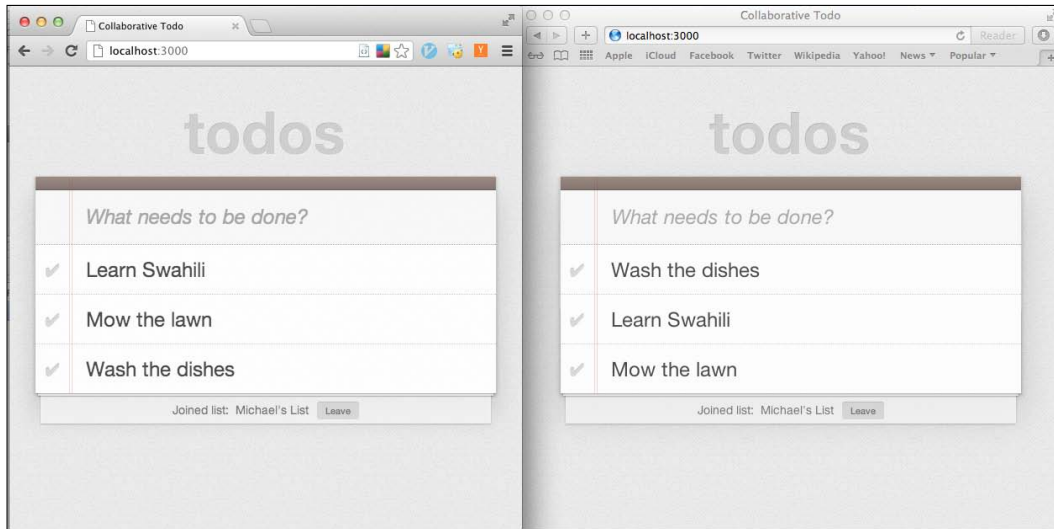 Collaborative Todo
localhost:3000
todos
What needs to be done?
Learn Swahili
Mow the lawn
Wash the dishes
Joined list: Michael's List Leave
Collaborative Todo
localhost:3000 Reader
Apple iCloud Facebook Twitter Wikipedia Yahoo! News Popular
todos
What needs to be done?
Wash the dishes
Learn Swahili
Mow the lawn
Joined list: Michael's List Leave